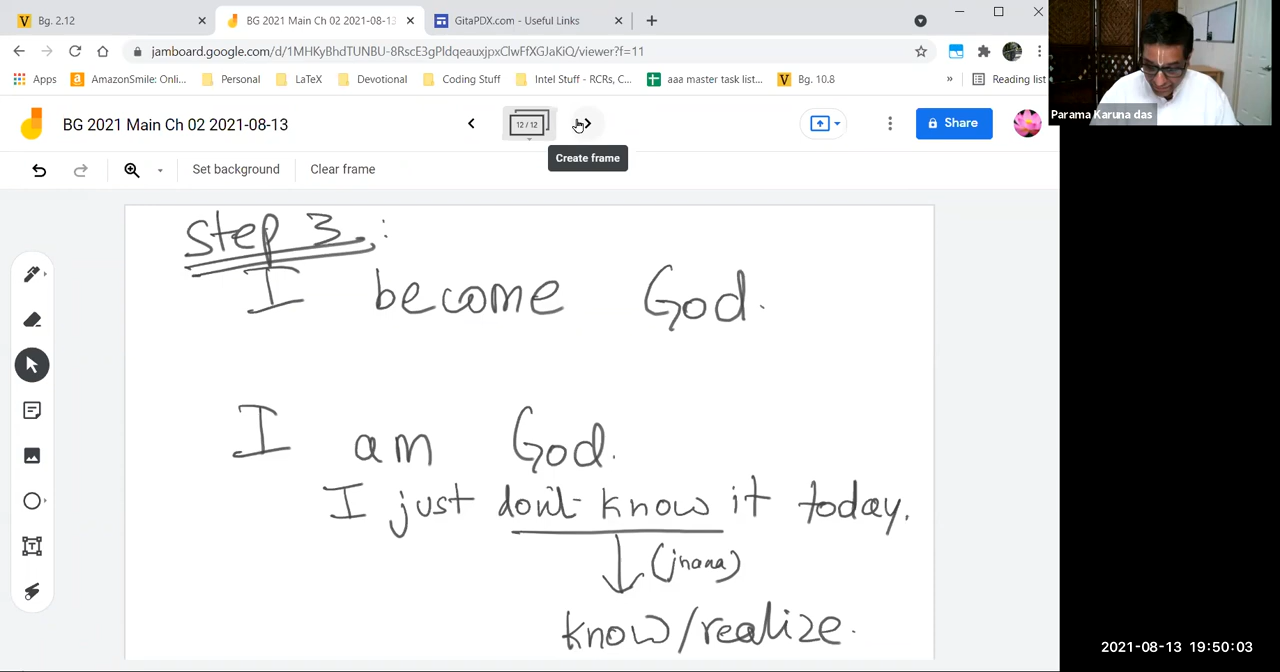 Bg. 2.12
BG 2021 Main Ch 02 2021-08-13
GitaPDX.com - Useful Links
jamboard.google.com/d/1MHKyBhdTUNBU-8RscE3gPldqeauxjpxClwFfXGJaKiQ/viewer?f=11
Apps
AmazonSmile: Onli...
Personal
LaTeX
Devotional
Coding Stuff
Intel Stuff - RCRs, C...
aaa master task list...
Bg. 10.8
»
Reading list
Parama Karuna das
BG 2021 Main Ch 02 2021-08-13
12 / 12
Share
Create frame
Set background
Clear frame
Step 3:
I become God.
I am God.
I just don't know it today.
(jnana)
know/realize.
2021-08-13 19:50:03